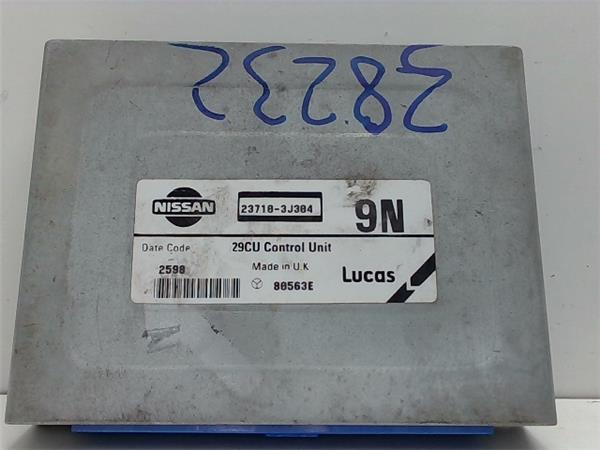 28232
NISSAN
23710-3J304
9N
Date Code
29CU Control Unit
2598
Made in U.K
80563E
Lucas